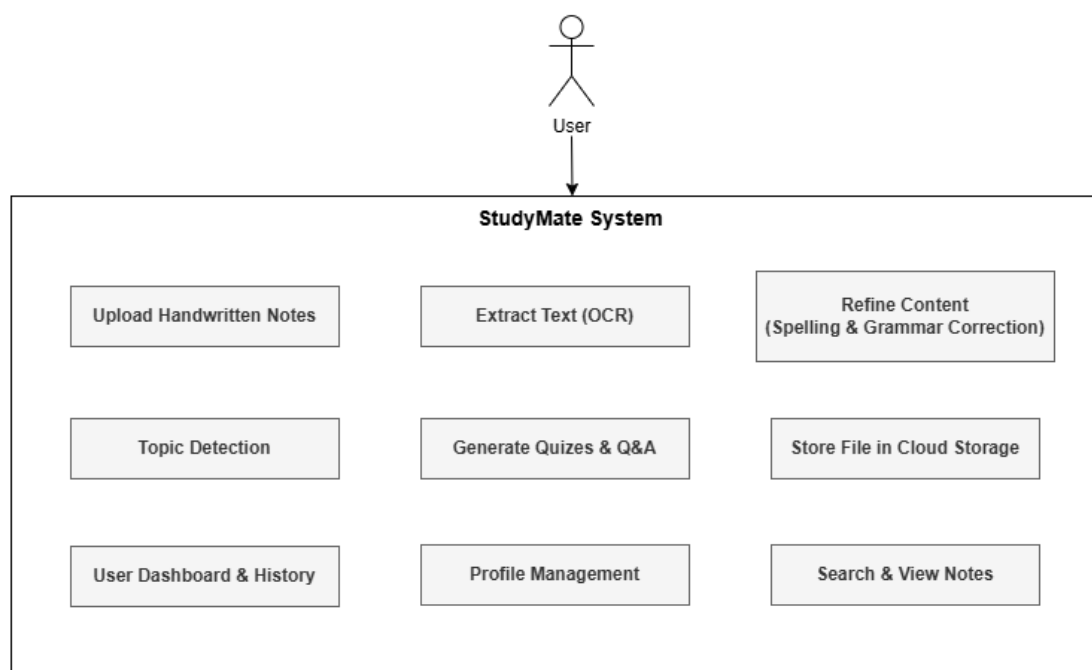 User
StudyMate System
Upload Handwritten Notes
Extract Text (OCR)
Refine Content
(Spelling & Grammar Correction)
Topic Detection
Generate Quizes & Q&A
Store File in Cloud Storage
User Dashboard & History
Profile Management
Search & View Notes